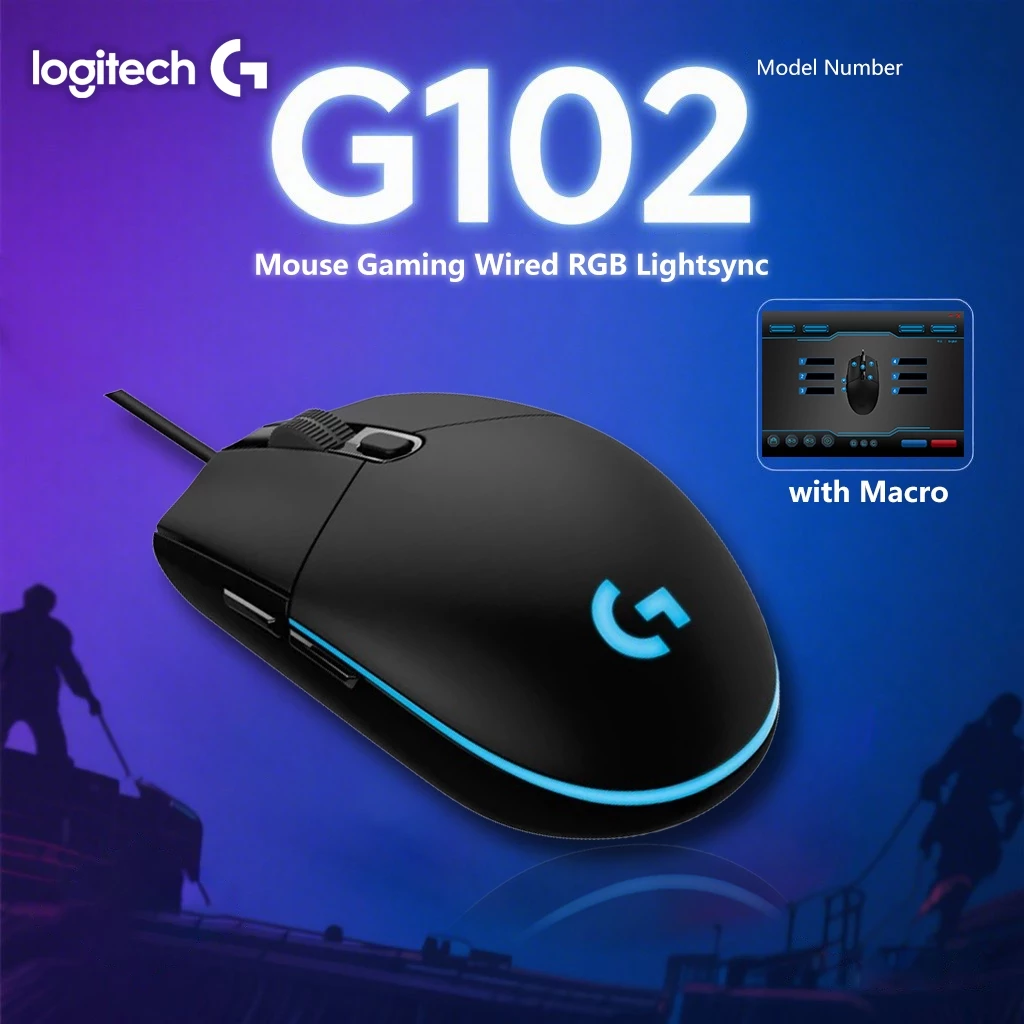 logitech G
G102
Model Number
Mouse Gaming Wired RGB Lightsync
with Macro